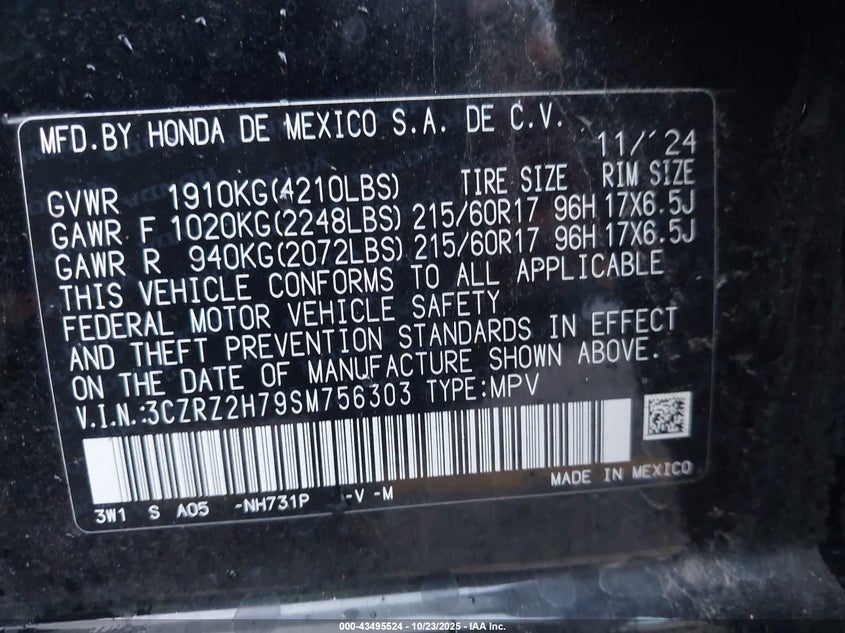 MFD.BY HONDA DE MEXICO S.A. DE C.V. 11/'24
GVWR 1910KG(4210LBS) TIRE SIZE RIM SIZE
GAWR F 1020KG(2248LBS) 215/60R17 96H 17X6.5J
GAWR R 940KG(2072LBS) 215/60R17 96H 17X6.5J
THIS VEHICLE CONFORMS TO ALL APPLICABLE
FEDERAL MOTOR VEHICLE SAFETY
AND THEFT PREVENTION STANDARDS IN EFFECT
ON THE DATE OF MANUFACTURE SHOWN ABOVE.
V.I.N.:3CZRZ2H79SM756303 TYPE:MPV
MADE IN MEXICO
3W1 S A05 -NH731P -V -M
000-43495524 - 10/23/2025 - IAA Inc.